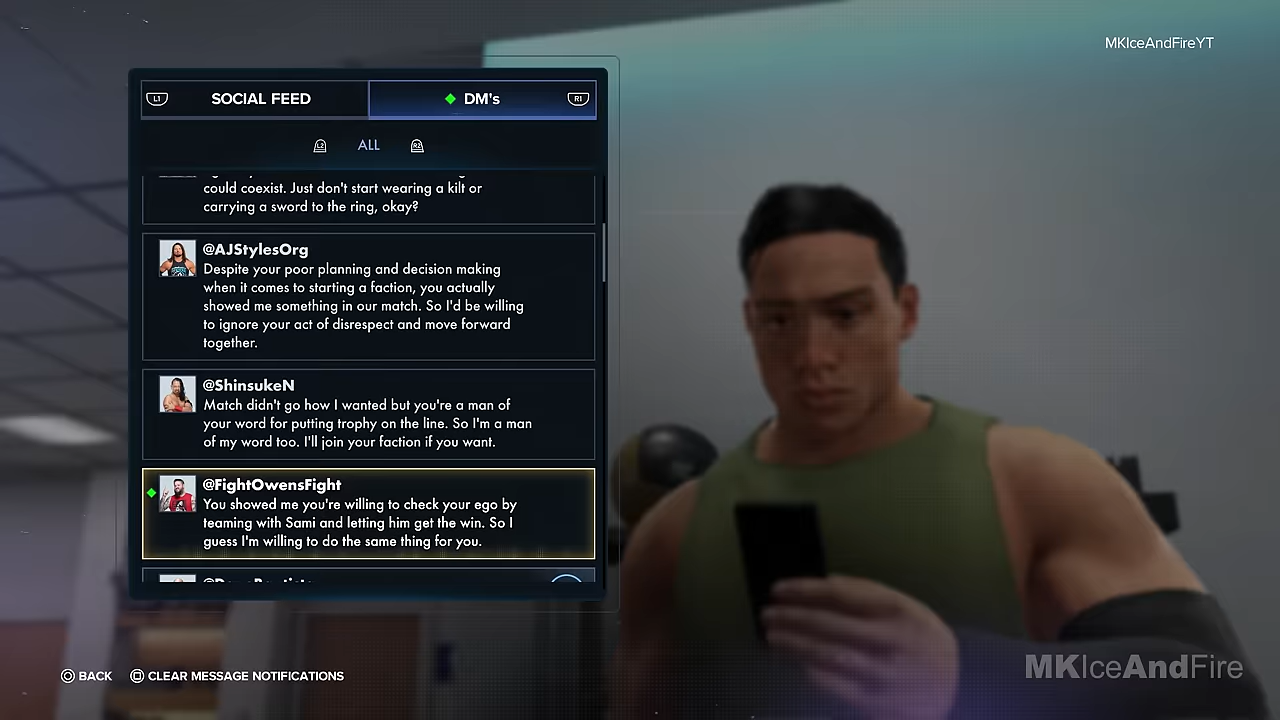 MKIceAndFireYT
L1 SOCIAL FEED DM's R1
L2 ALL R2
could coexist. Just don't start wearing a kilt or
carrying a sword to the ring, okay?
@AJStylesOrg
Despite your poor planning and decision making
when it comes to starting a faction, you actually
showed me something in our match. So I'd be willing
to ignore your act of disrespect and move forward
together.
@ShinsukeN
Match didn't go how I wanted but you're a man of
your word for putting trophy on the line. So I'm a man
of my word too. I'll join your faction if you want.
@FightOwensFight
You showed me you're willing to check your ego by
teaming with Sami and letting him get the win. So I
guess I'm willing to do the same thing for you.
BACK CLEAR MESSAGE NOTIFICATIONS
MKIceAndFire